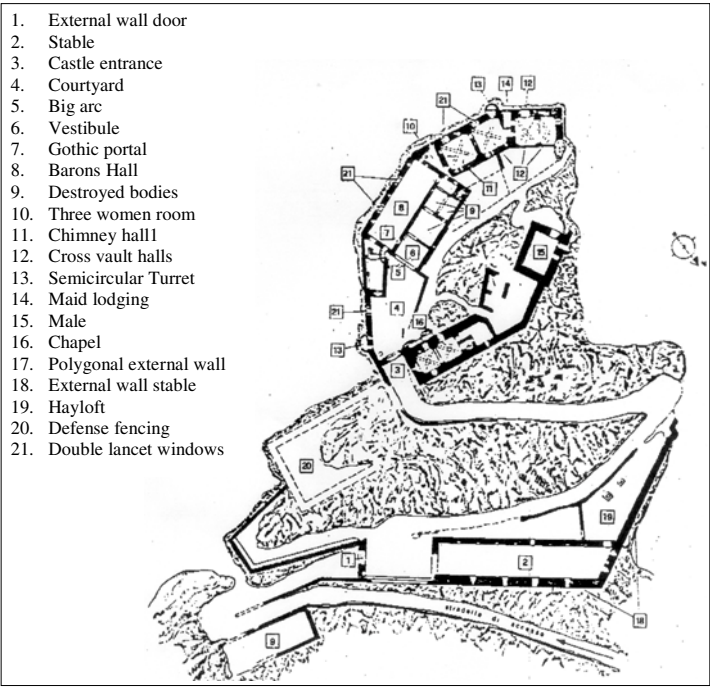 1. External wall door
2. Stable
3. Castle entrance
4. Courtyard
5. Big arc
6. Vestibule
7. Gothic portal
8. Barons Hall
9. Destroyed bodies
10. Three women room
11. Chimney hall1
12. Cross vault halls
13. Semicircular Turret
14. Maid lodging
15. Male
16. Chapel
17. Polygonal external wall
18. External wall stable
19. Hayloft
20. Defense fencing
21. Double lancet windows
13 14 12
21
10
12
11
21
8 9
7
6 15
5
4
21
16
13
3
20
19
1 2
18
stradella di accesso
9